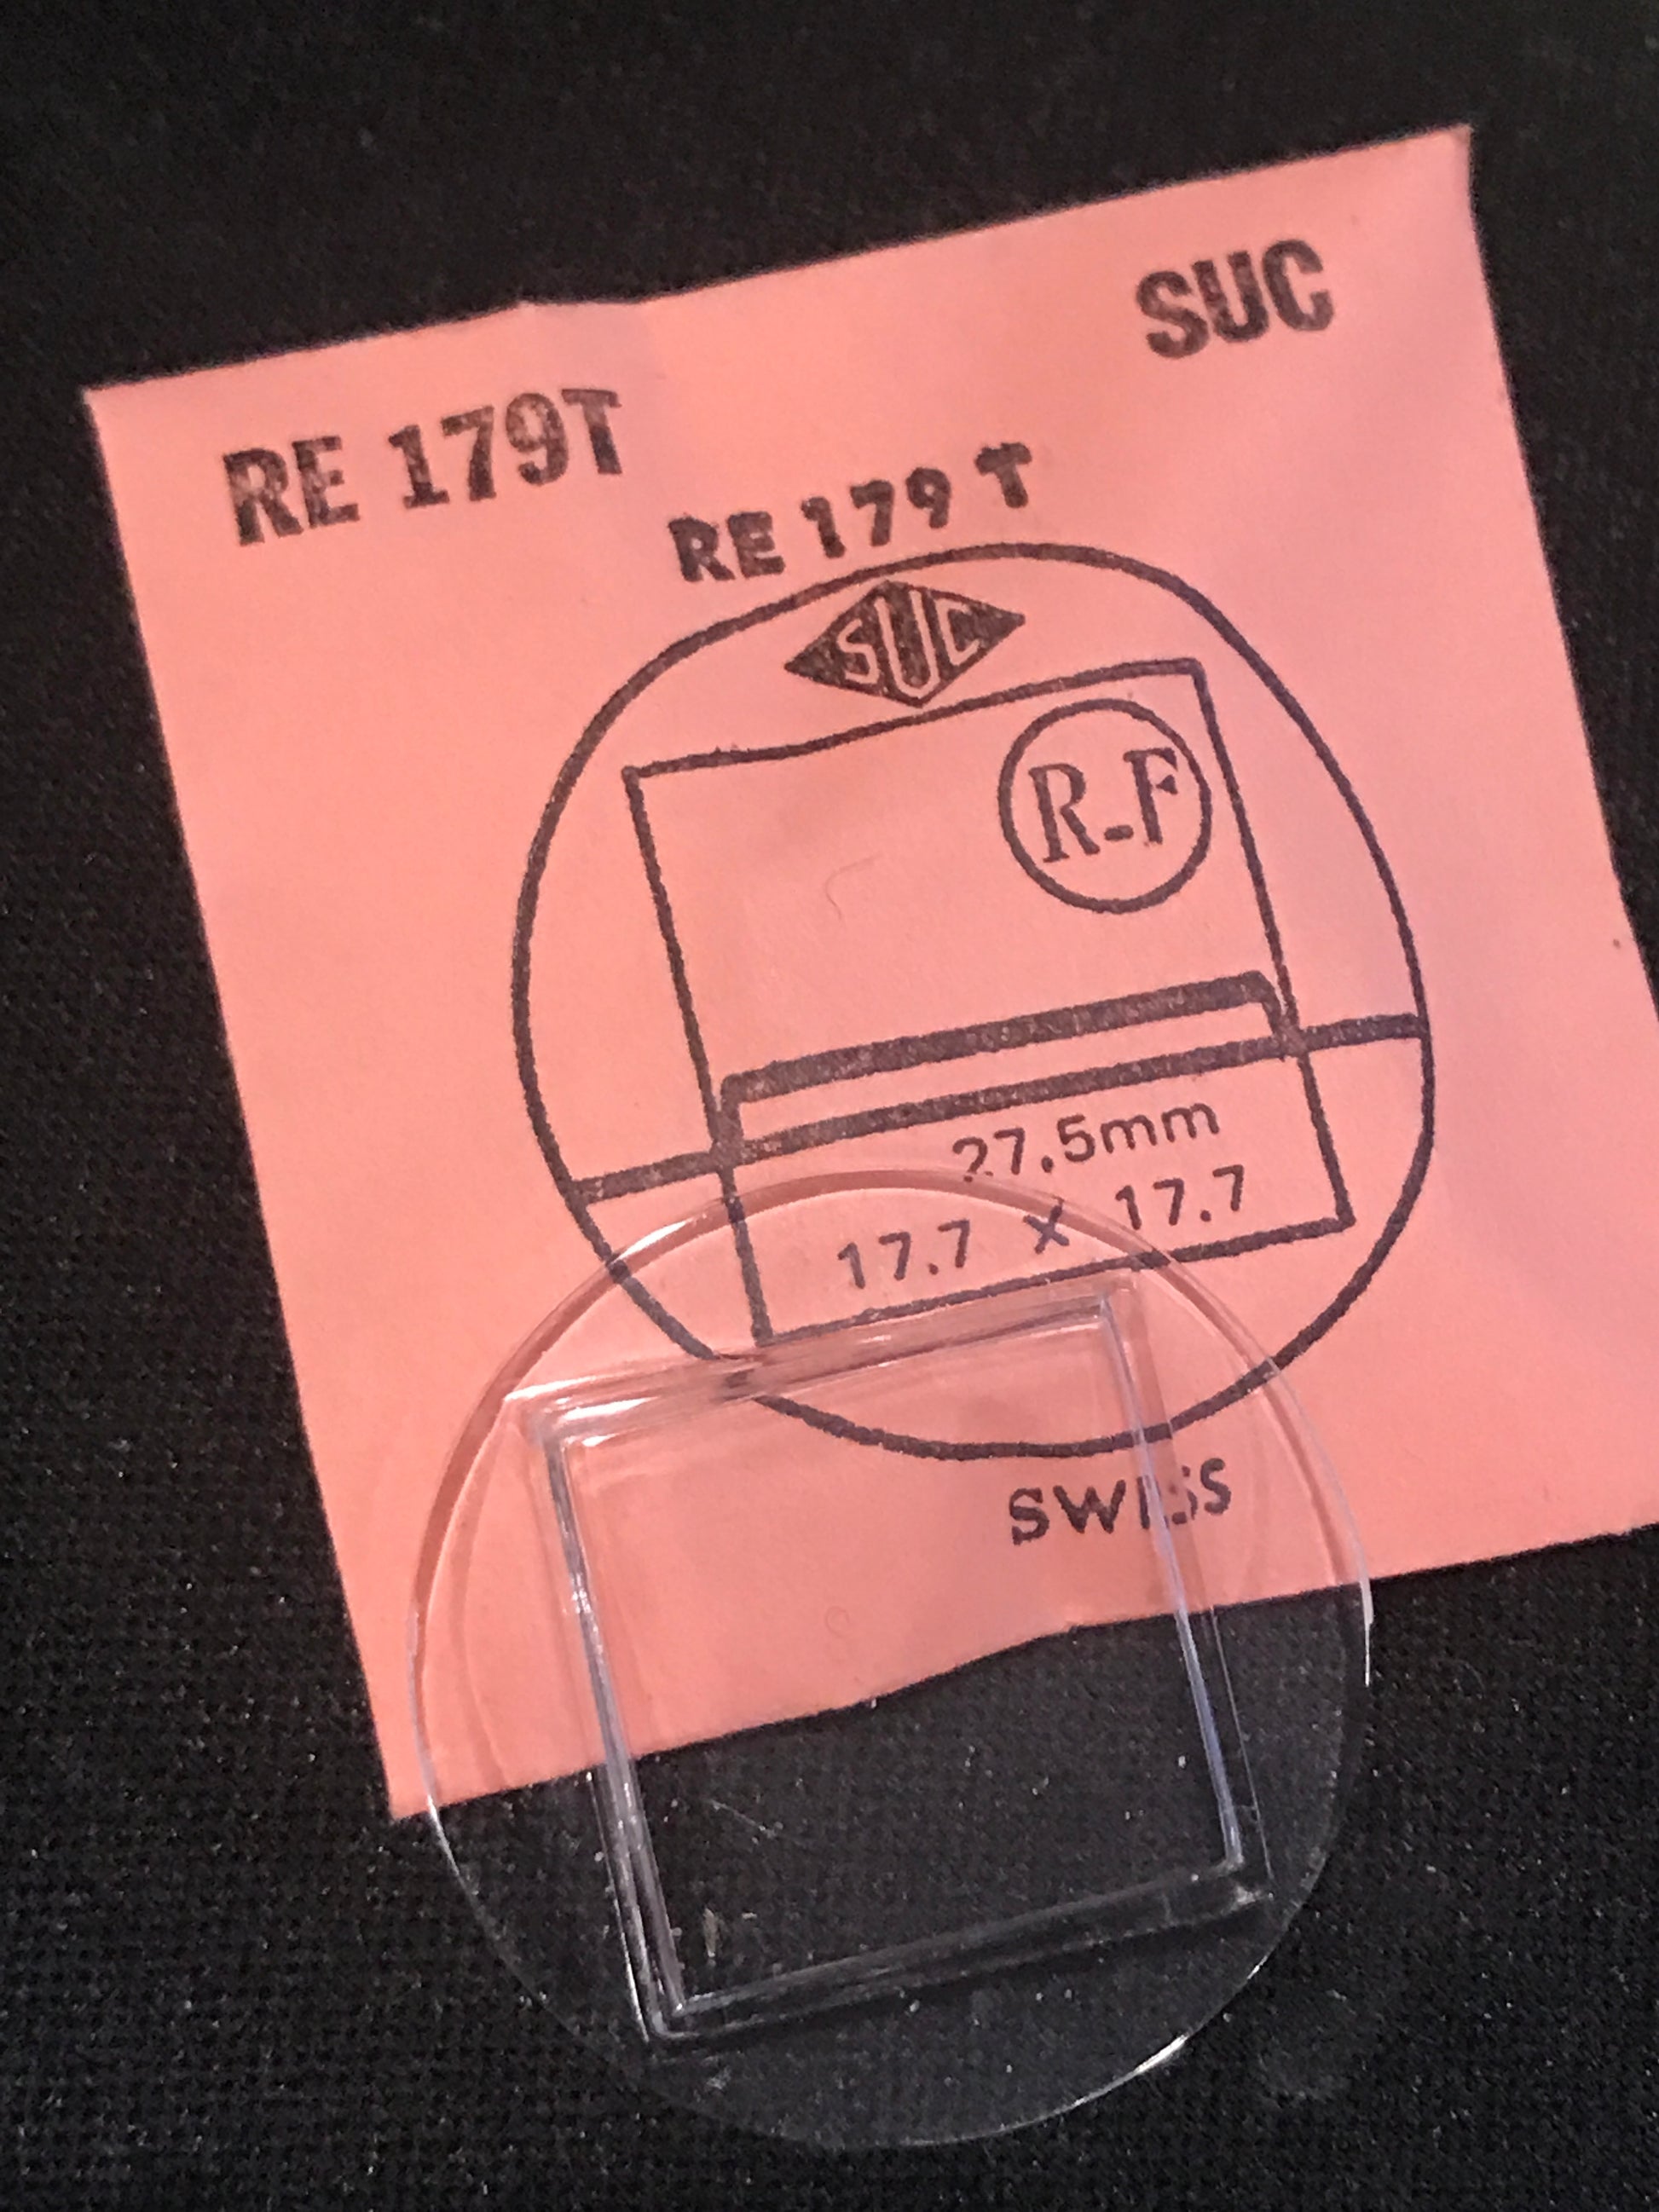 SUC
RE 179T
RE 179 T
SUC
R-F
27.5mm
17.7 x 17.7
SWISS